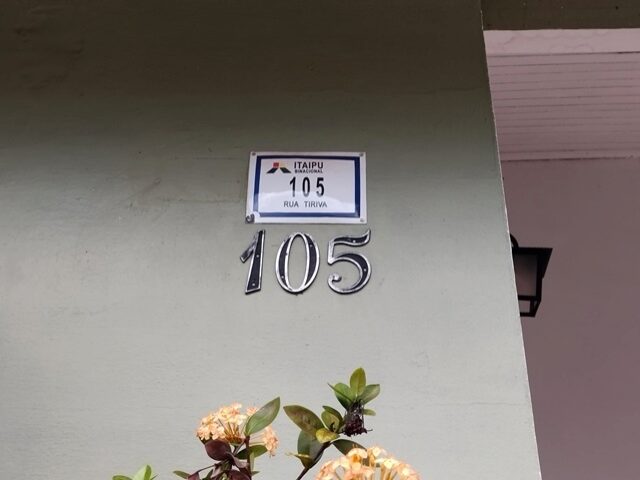 ITAIPU
BINACIONAL
105
RUA TIRIVA
105